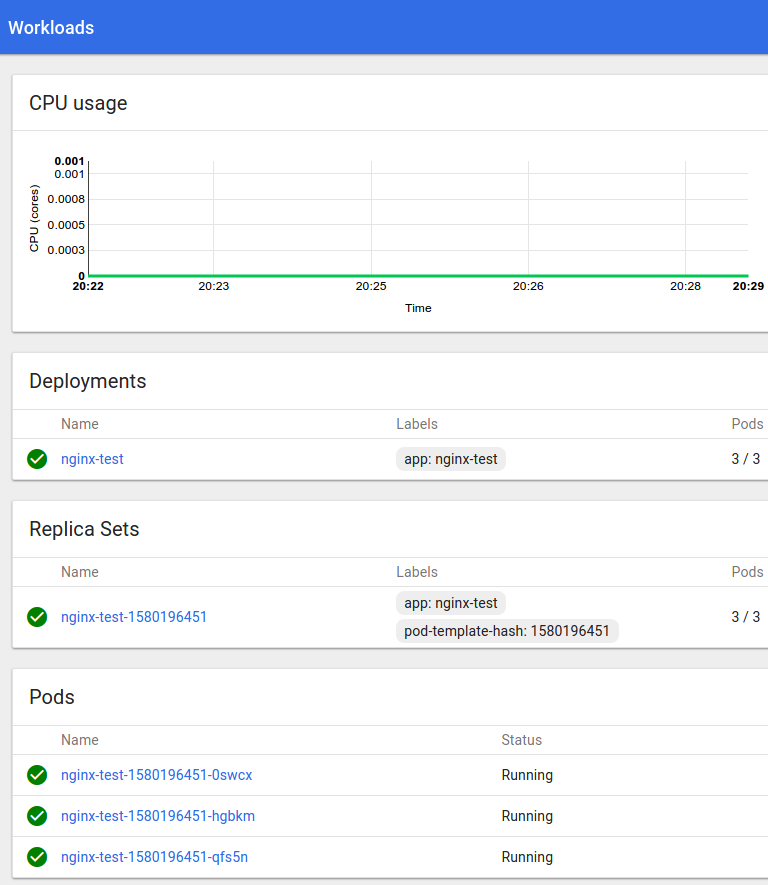 Workloads
CPU usage
0.001
0.001
0.0008
0.0005
0.0003
0
CPU (cores)
20:22 20:23 20:25 20:26 20:28 20:29
Time
Deployments
Name Labels Pods
nginx-test app: nginx-test 3 / 3
Replica Sets
Name Labels Pods
app: nginx-test
nginx-test-1580196451 3 / 3
pod-template-hash: 1580196451
Pods
Name Status
nginx-test-1580196451-0swcx Running
nginx-test-1580196451-hgbkm Running
nginx-test-1580196451-qfs5n Running